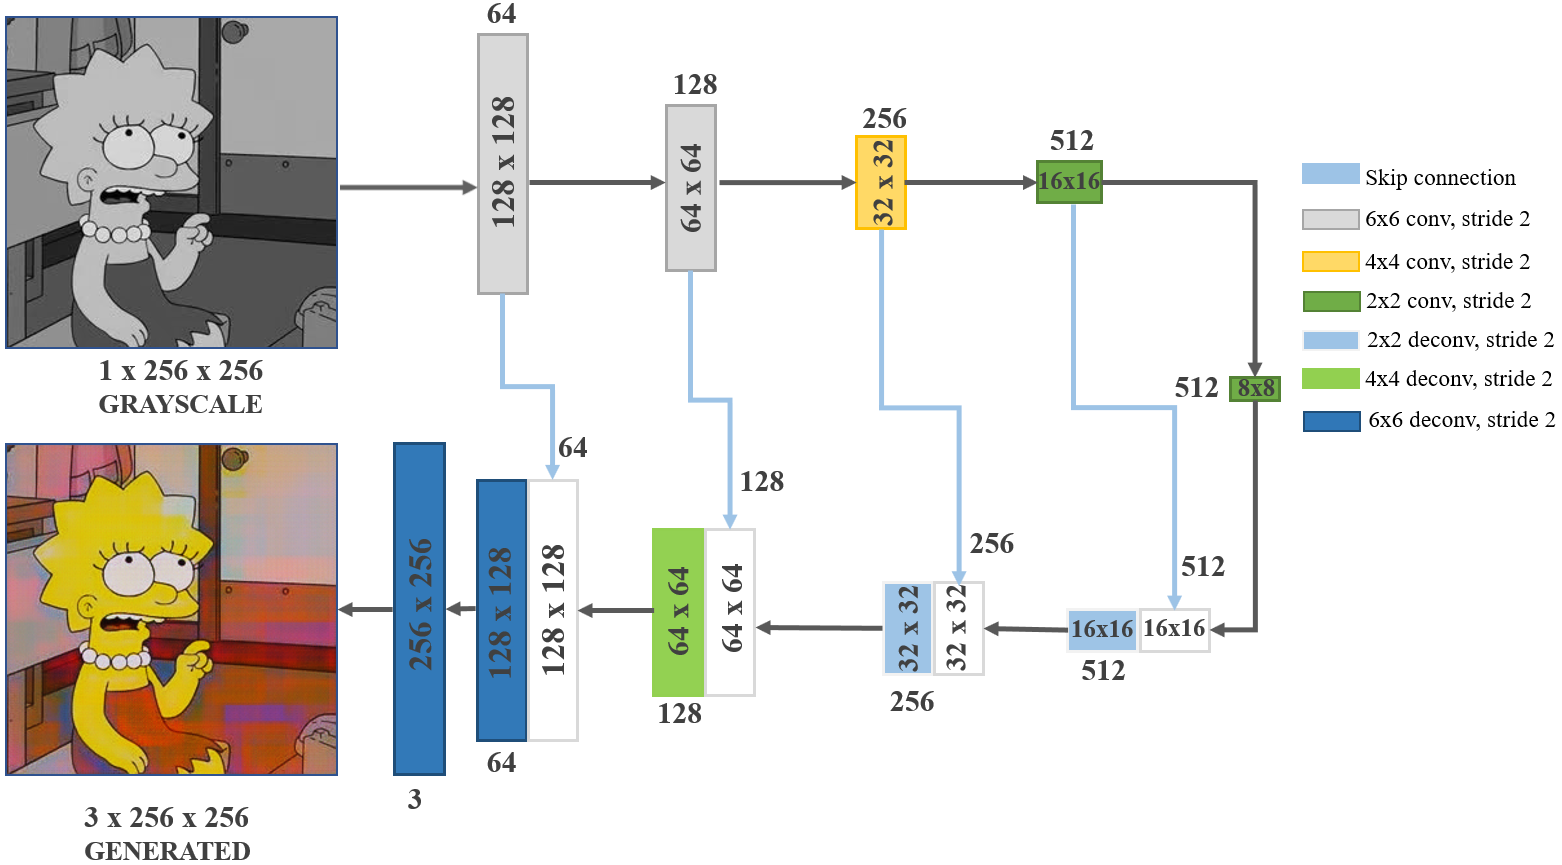 64
128 x 128
128
64 x 64
256
32 x 32
512
16x16
512
8x8
1 x 256 x 256
GRAYSCALE
Skip connection
6x6 conv, stride 2
4x4 conv, stride 2
2x2 conv, stride 2
2x2 deconv, stride 2
4x4 deconv, stride 2
6x6 deconv, stride 2
256 x 256
3
128 x 128
64
128 x 128
64
64 x 64
128
64 x 64
128
32 x 32
256
32 x 32
256
16x16
512
16x16
512
3 x 256 x 256
GENERATED